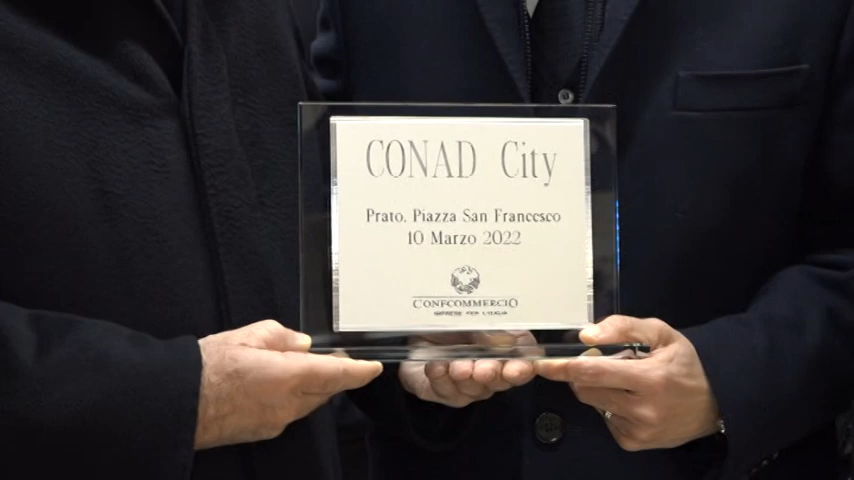 CONAD City
Prato, Piazza San Francesco
10 Marzo 2022
CONFCOMMERCIO
IMPRESE PER L'ITALIA